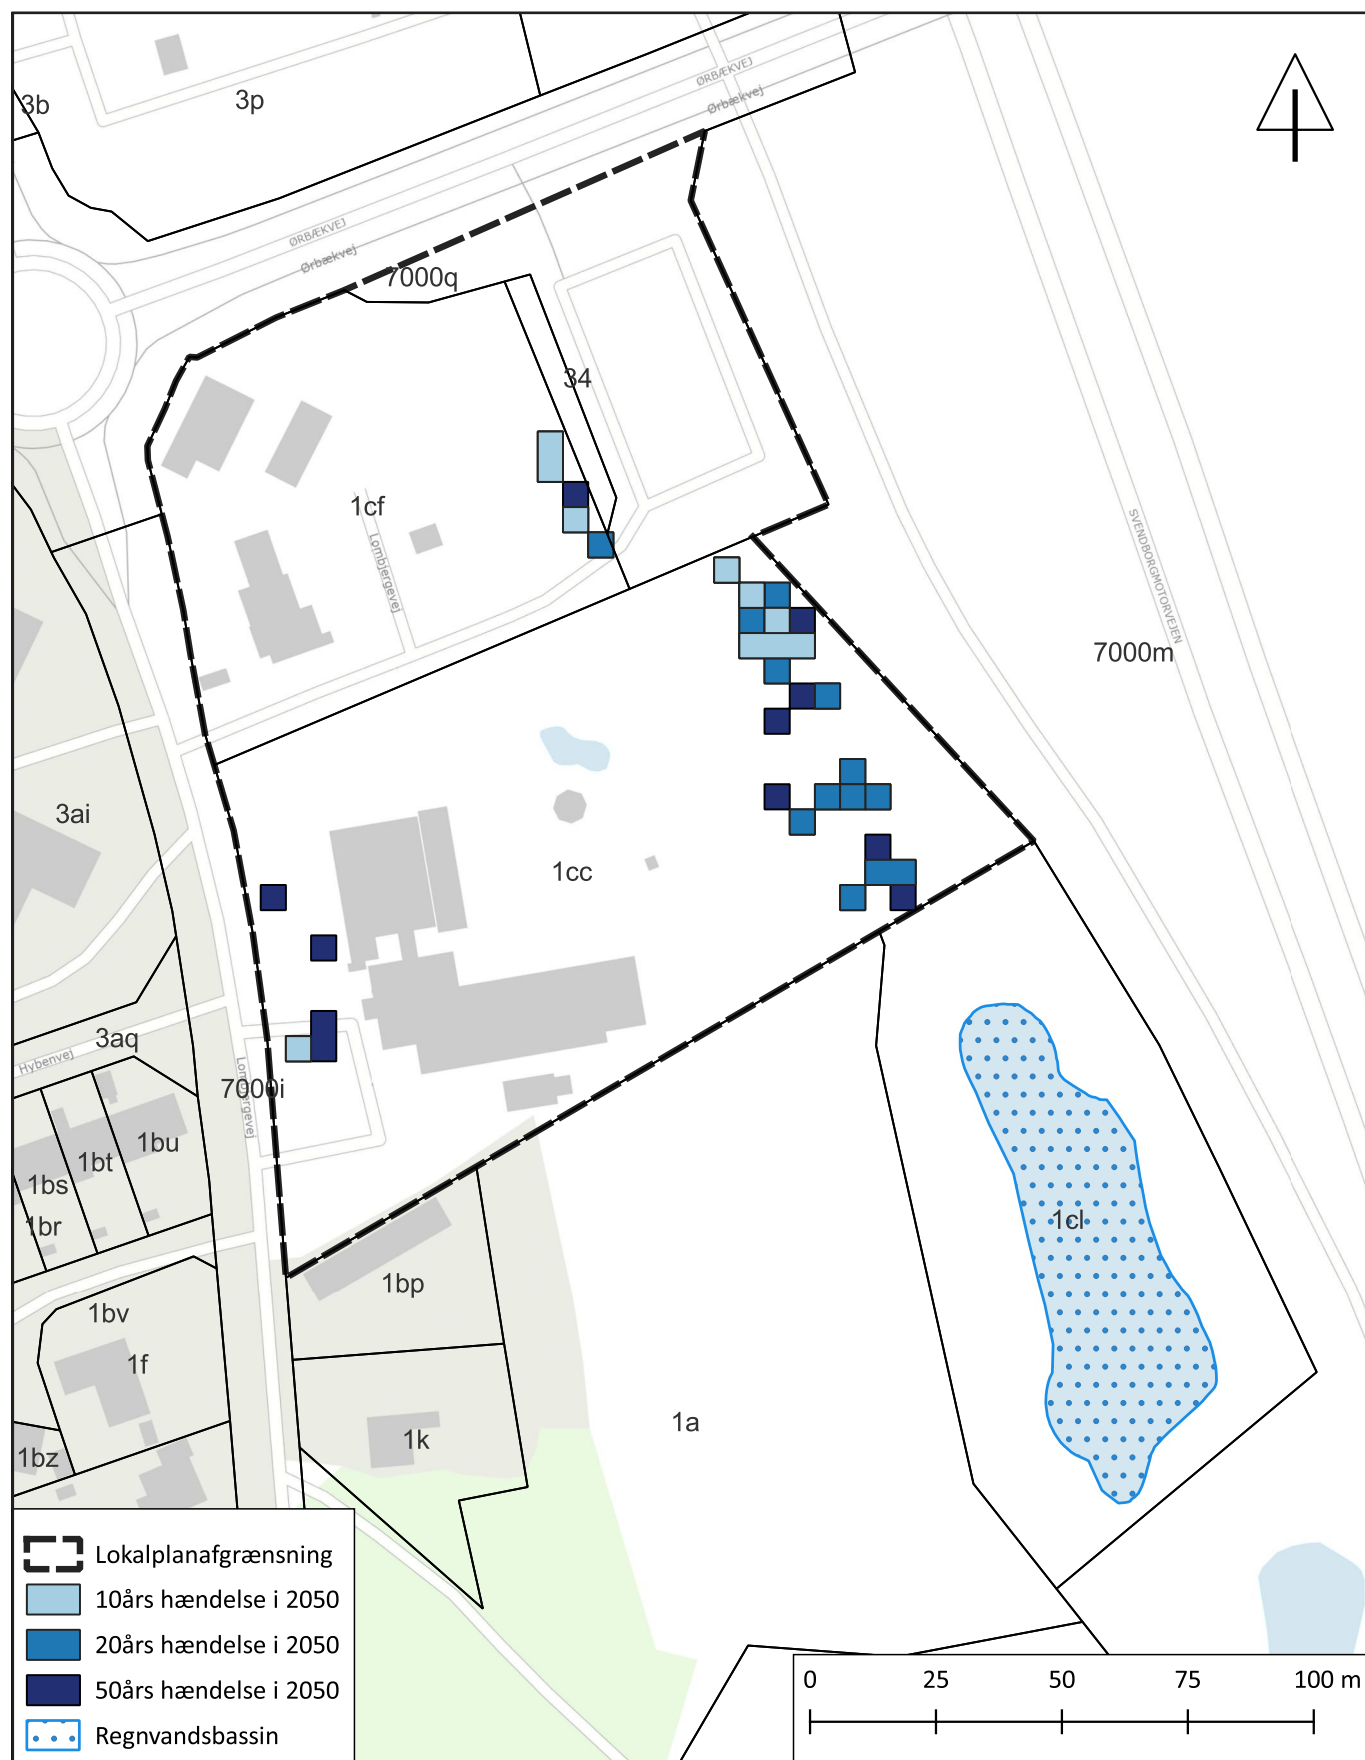 ØRBÆKVEJ
Ørbækvej
3b
3p
ØRBÆKVEJ
Ørbækvej
7000q
34
1cf
Lombjergevej
SVENDBORGMOTORVEJEN
7000m
3ai
1cc
3aq
Hybenvej
7000i
Lombjergevej
1bu
1bt
1bs
1br
1cl
1bp
1bv
1f
1a
1k
1bz
Lokalplanafgrænsning
10års hændelse i 2050
20års hændelse i 2050
50års hændelse i 2050
Regnvandsbassin
0 25 50 75 100 m